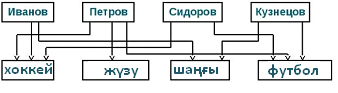 Иванов Петров Сидоров Кузнецов
хоккей жүзу шаңғы футбол